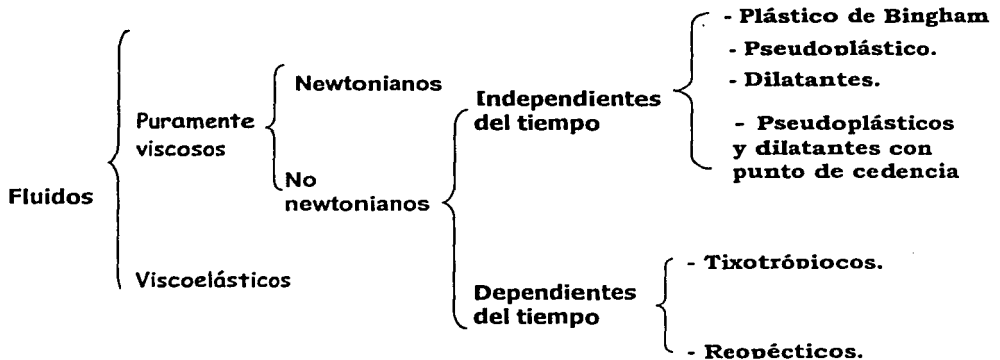 Fluidos
Puramente
viscosos
Viscoelásticos
Newtonianos
No
newtonianos
Independientes
del tiempo
Dependientes
del tiempo
- Plástico de Bingham
- Pseudoplástico.
- Dilatantes.
- Pseudoplásticos
y dilatantes con
punto de cedencia
- Tixotrópiocos.
- Reopécticos.